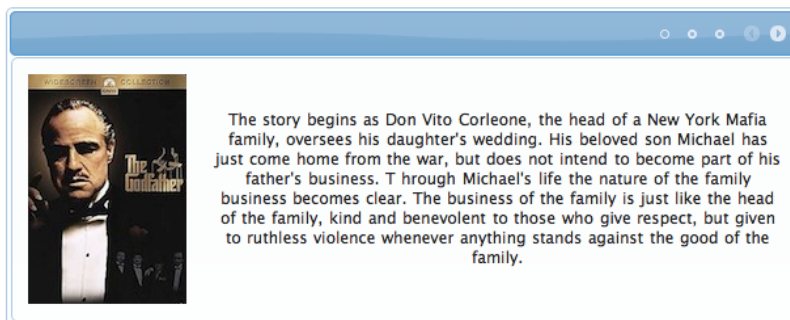 WIDESCREEN COLLECTION
The
Godfather
The story begins as Don Vito Corleone, the head of a New York Mafia
family, oversees his daughter's wedding. His beloved son Michael has
just come home from the war, but does not intend to become part of his
father's business. T hrough Michael's life the nature of the family
business becomes clear. The business of the family is just like the head
of the family, kind and benevolent to those who give respect, but given
to ruthless violence whenever anything stands against the good of the
family.